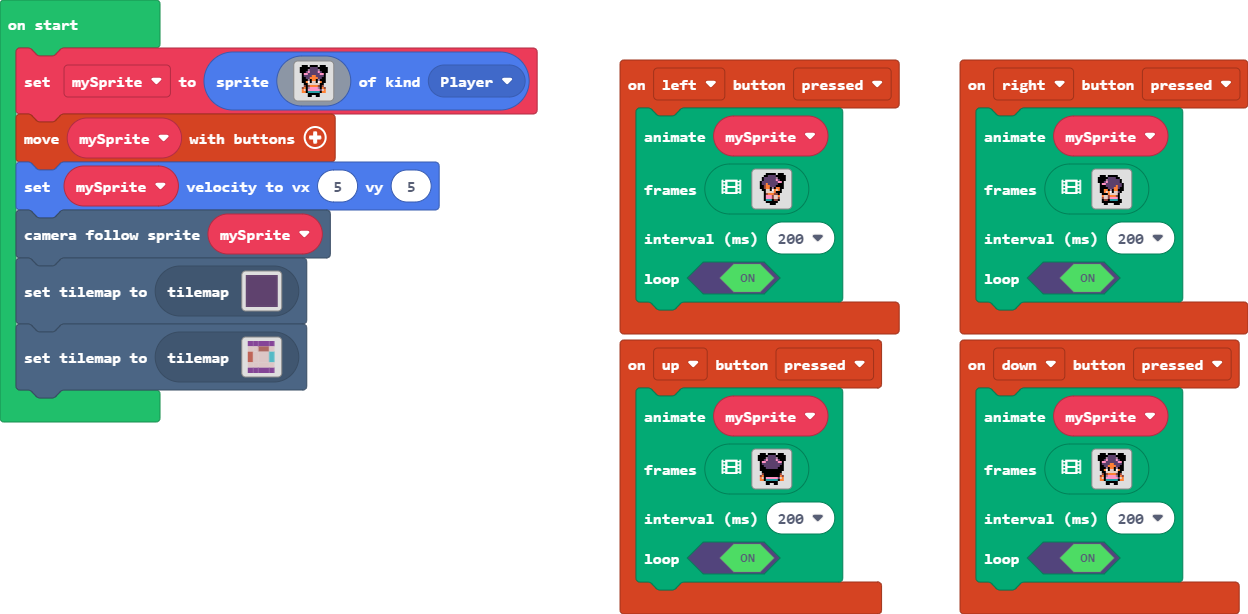 on start
set mySprite to sprite of kind Player
move mySprite with buttons
set mySprite velocity to vx 5 vy 5
camera follow sprite mySprite
set tilemap to tilemap
set tilemap to tilemap
on left button pressed
animate mySprite
frames
interval (ms) 200
loop ON
on right button pressed
animate mySprite
frames
interval (ms) 200
loop ON
on up button pressed
animate mySprite
frames
interval (ms) 200
loop ON
on down button pressed
animate mySprite
frames
interval (ms) 200
loop ON